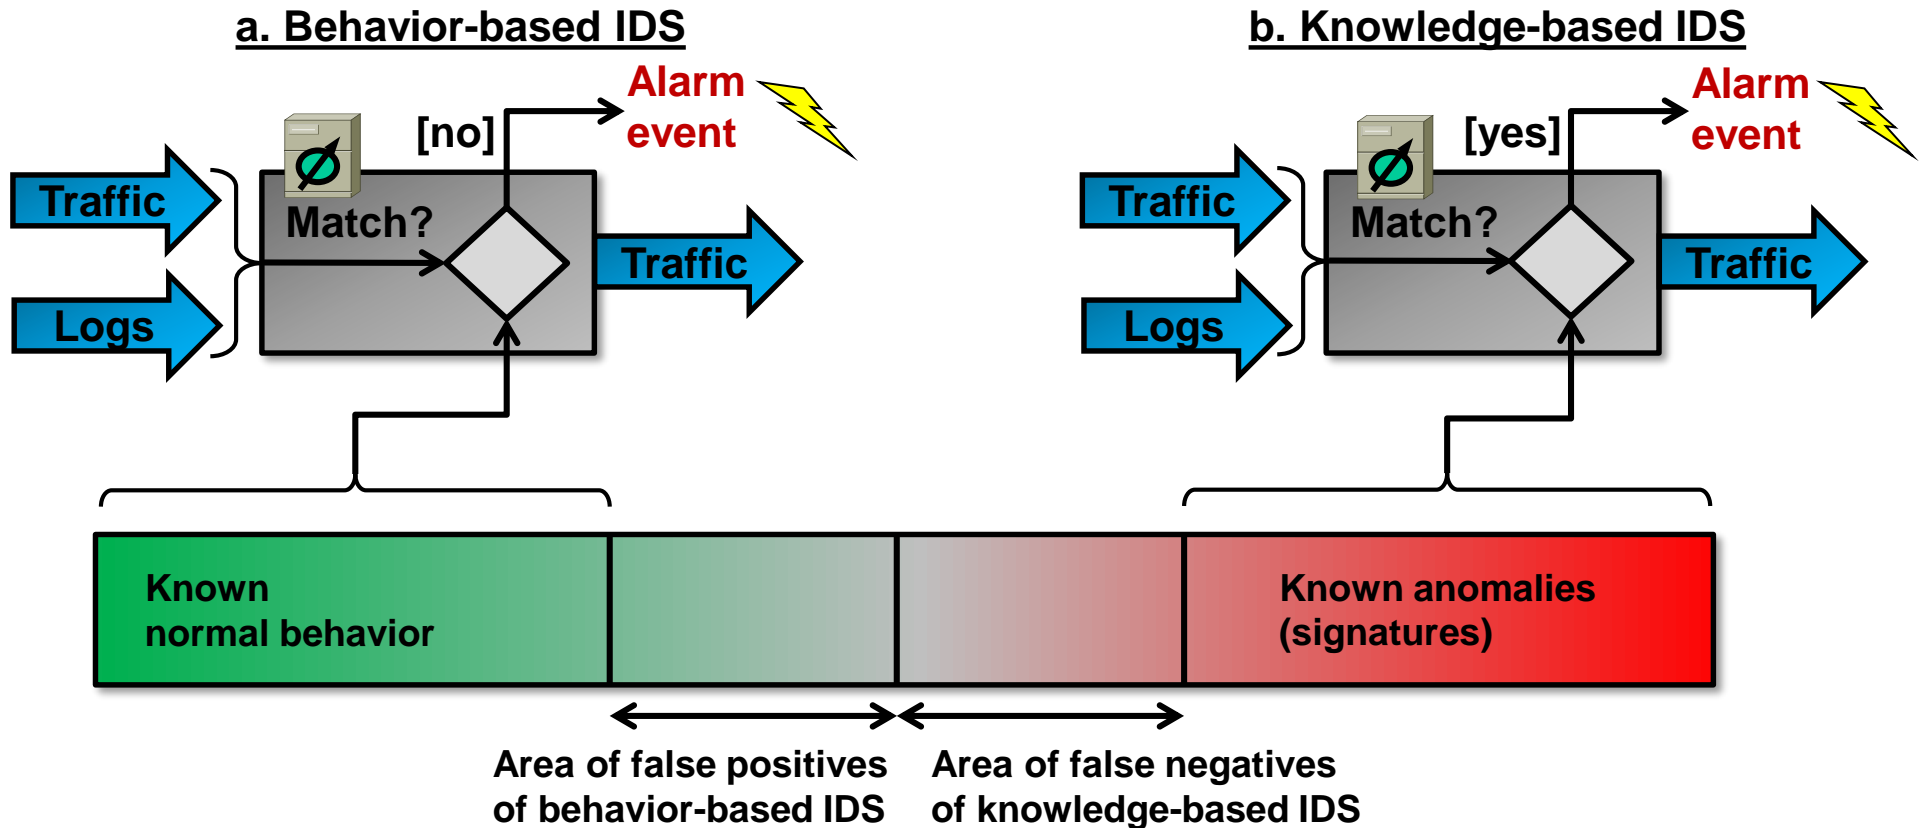 a. Behavior-based IDS
Alarm
event
[no]
Traffic
Match?
Traffic
Logs
b. Knowledge-based IDS
Alarm
event
[yes]
Traffic
Match?
Traffic
Logs
Known
normal behavior
Known anomalies
(signatures)
Area of false positives
of behavior-based IDS
Area of false negatives
of knowledge-based IDS